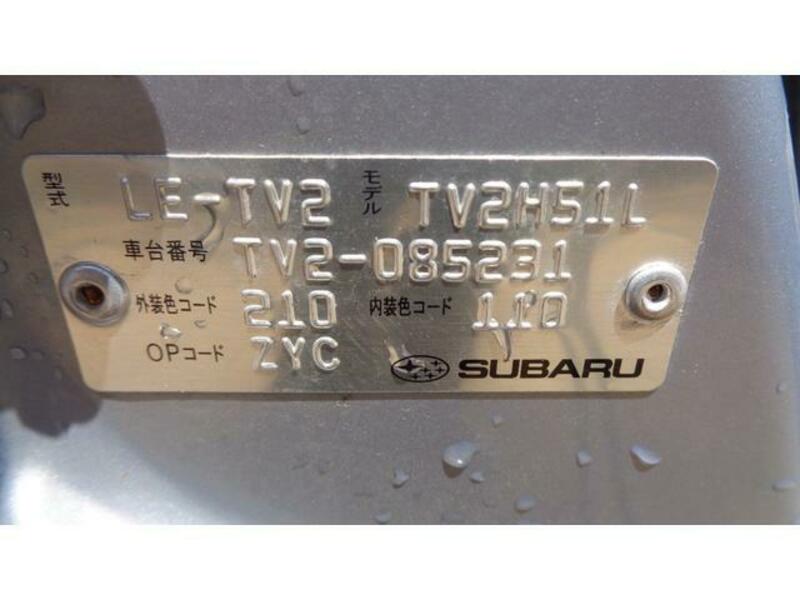 型式 LE-TV2 モデル TV2H51L
車台番号 TV2-085231
外装色コード 210 内装色コード 110
OPコード ZYC SUBARU